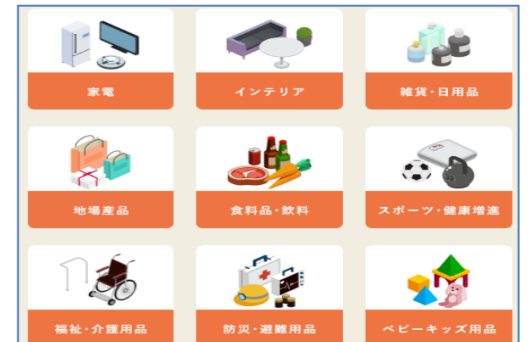 家電
インテリア
雑貨・日用品
地場産品
食料品・飲料
スポーツ・健康増進
福祉・介護用品
防災・避難用品
ベビーキッズ用品